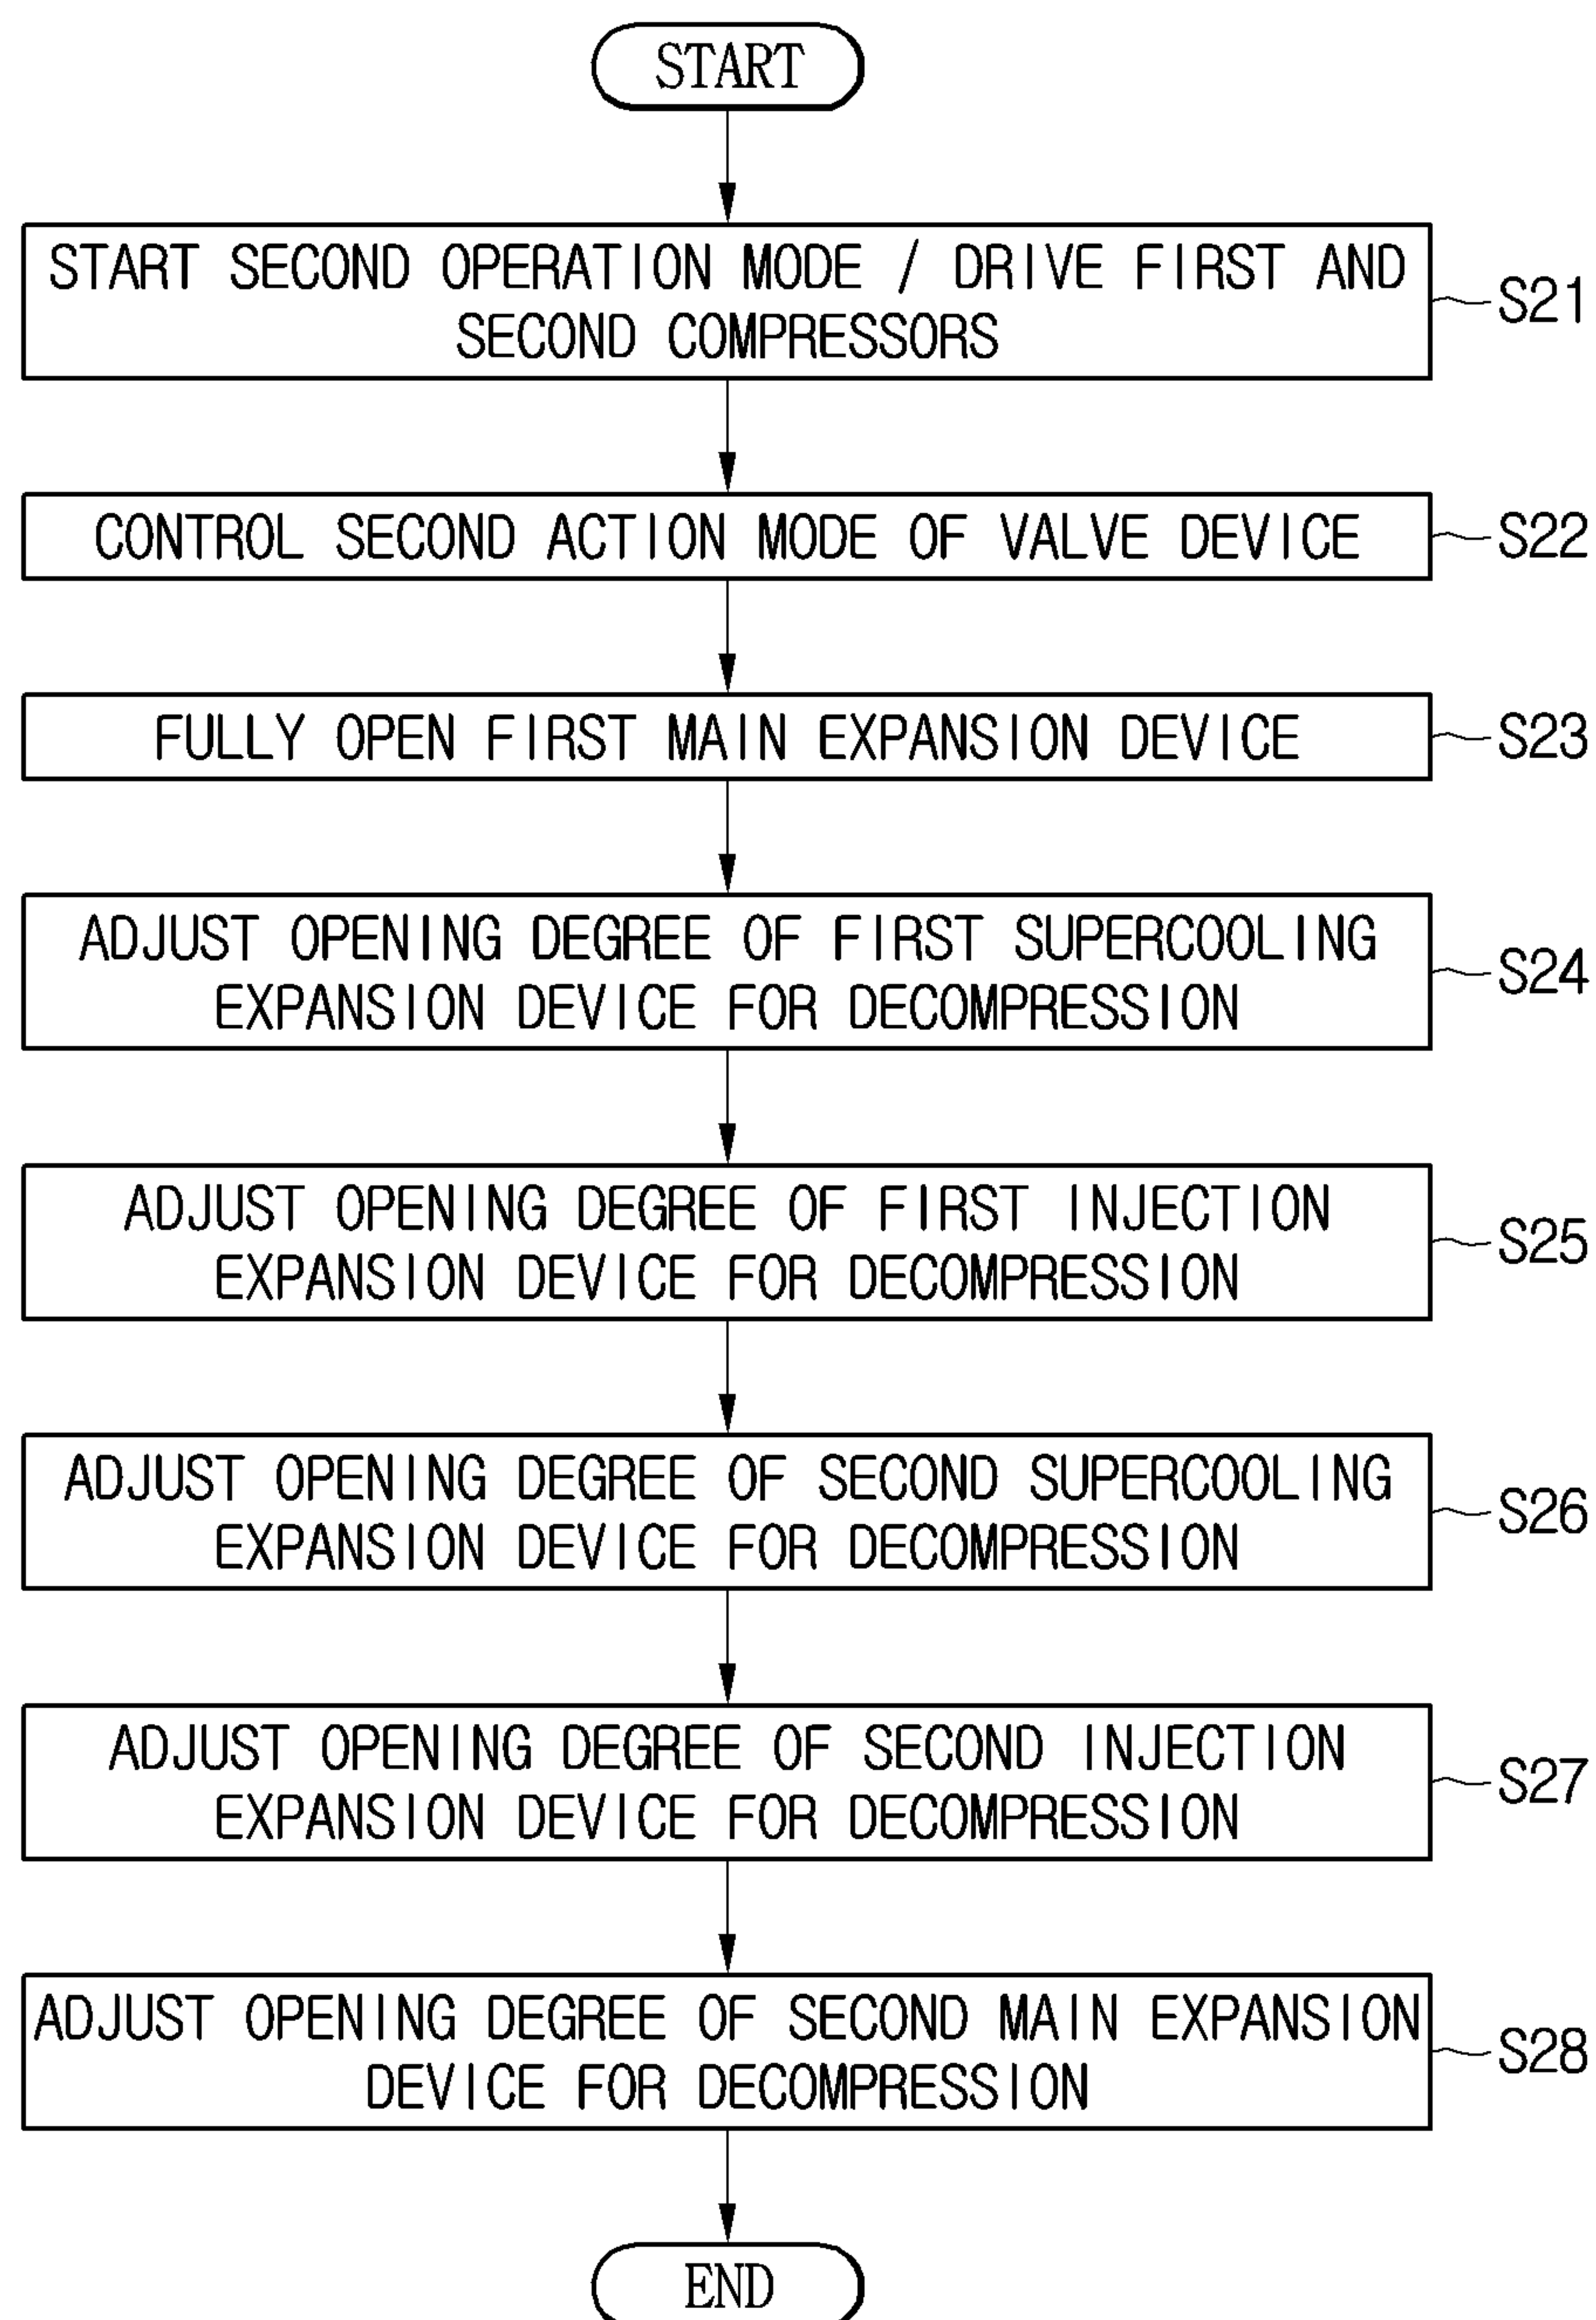 START
START SECOND OPERATION MODE / DRIVE FIRST AND
SECOND COMPRESSORS
S21
CONTROL SECOND ACTION MODE OF VALVE DEVICE
S22
FULLY OPEN FIRST MAIN EXPANSION DEVICE
S23
ADJUST OPENING DEGREE OF FIRST SUPERCOOLING
EXPANSION DEVICE FOR DECOMPRESSION
S24
ADJUST OPENING DEGREE OF FIRST INJECTION
EXPANSION DEVICE FOR DECOMPRESSION
S25
ADJUST OPENING DEGREE OF SECOND SUPERCOOLING
EXPANSION DEVICE FOR DECOMPRESSION
S26
ADJUST OPENING DEGREE OF SECOND INJECTION
EXPANSION DEVICE FOR DECOMPRESSION
S27
ADJUST OPENING DEGREE OF SECOND MAIN EXPANSION
DEVICE FOR DECOMPRESSION
S28
END